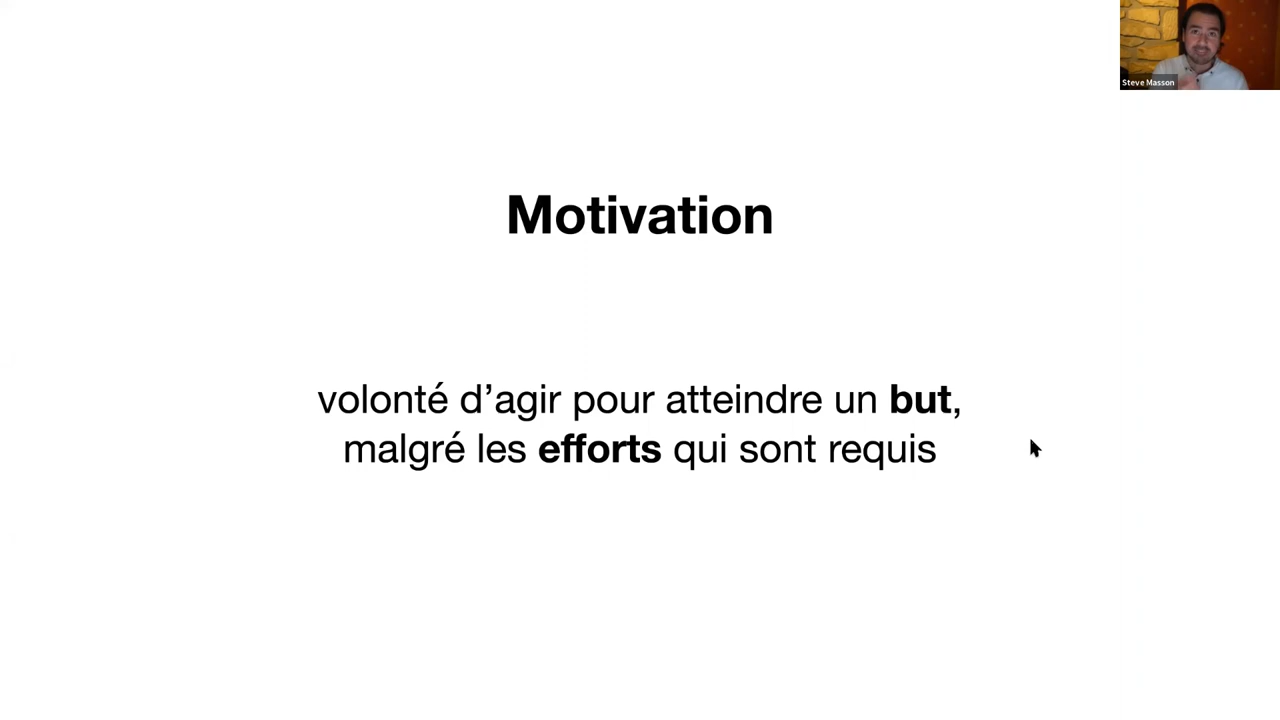 Steve Masson
Motivation
volonté d’agir pour atteindre un but,
malgré les efforts qui sont requis